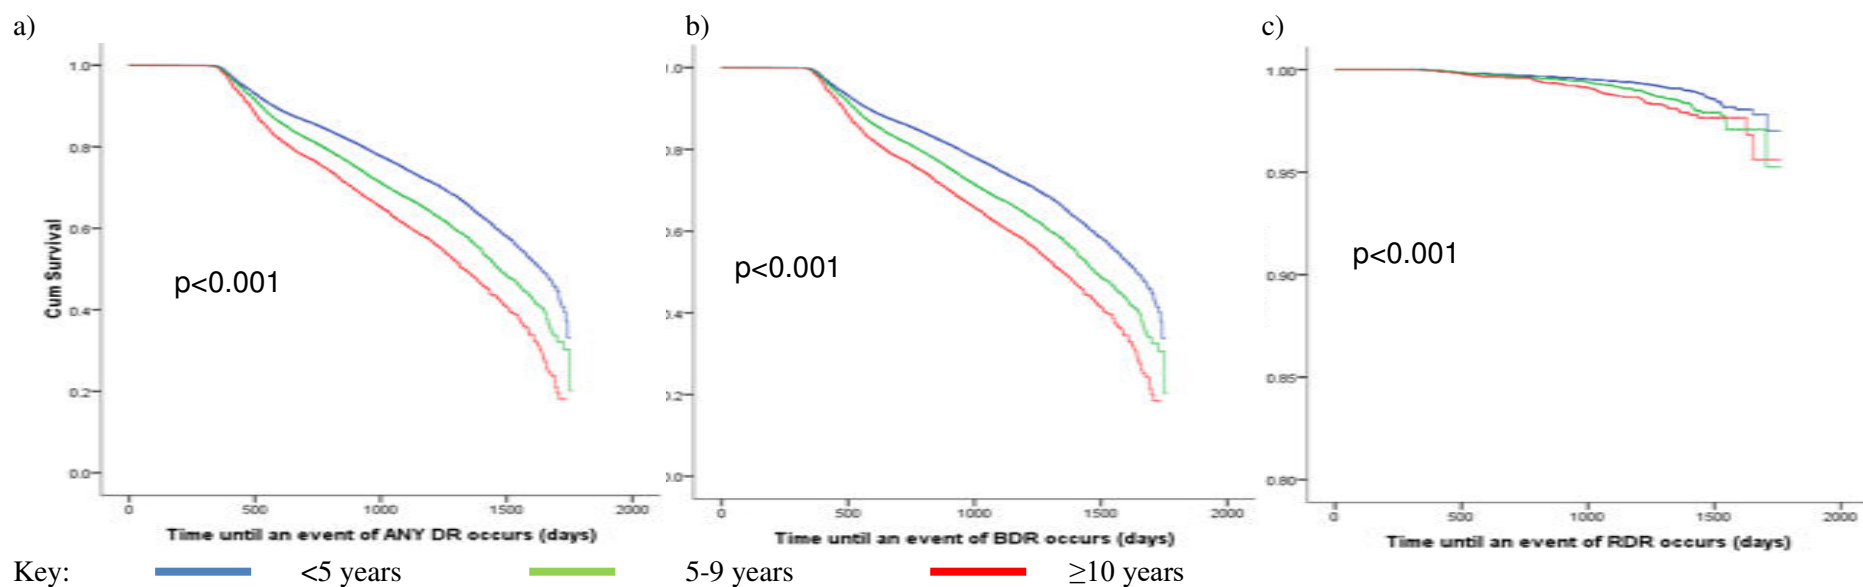 a)
1.0
0.8
0.6
0.4
0.2
0.0
Cum Survival
p<0.001
0
500
1000
1500
2000
Time until an event of ANY DR occurs (days)
b)
1.0
0.8
0.6
0.4
0.2
0.0
p<0.001
0
500
1000
1500
2000
Time until an event of BDR occurs (days)
c)
1.00
0.95
0.90
0.85
0.80
p<0.001
0
500
1000
1500
2000
Time until an event of RDR occurs (days)
Key: <5 years 5-9 years ≥10 years